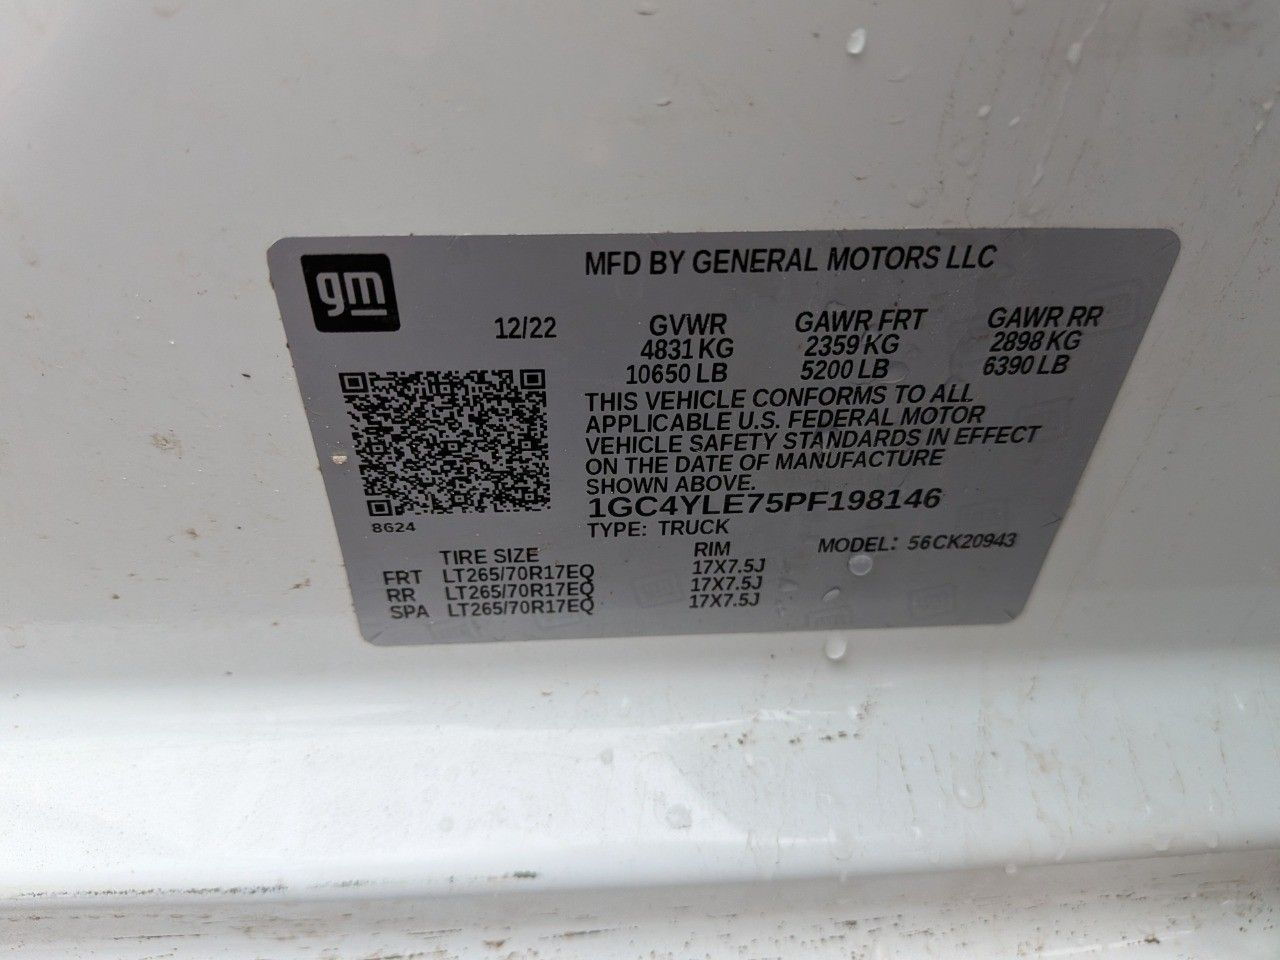 gm
MFD BY GENERAL MOTORS LLC
12/22 GVWR GAWR FRT GAWR RR
4831 KG 2359 KG 2898 KG
10650 LB 5200 LB 6390 LB
THIS VEHICLE CONFORMS TO ALL
APPLICABLE U.S. FEDERAL MOTOR
VEHICLE SAFETY STANDARDS IN EFFECT
ON THE DATE OF MANUFACTURE
SHOWN ABOVE.
1GC4YLE75PF198146
8624
TYPE: TRUCK
MODEL: 56CK20943
TIRE SIZE RIM
FRT LT265/70R17EQ 17X7.5J
RR LT265/70R17EQ 17X7.5J
SPA LT265/70R17EQ 17X7.5J